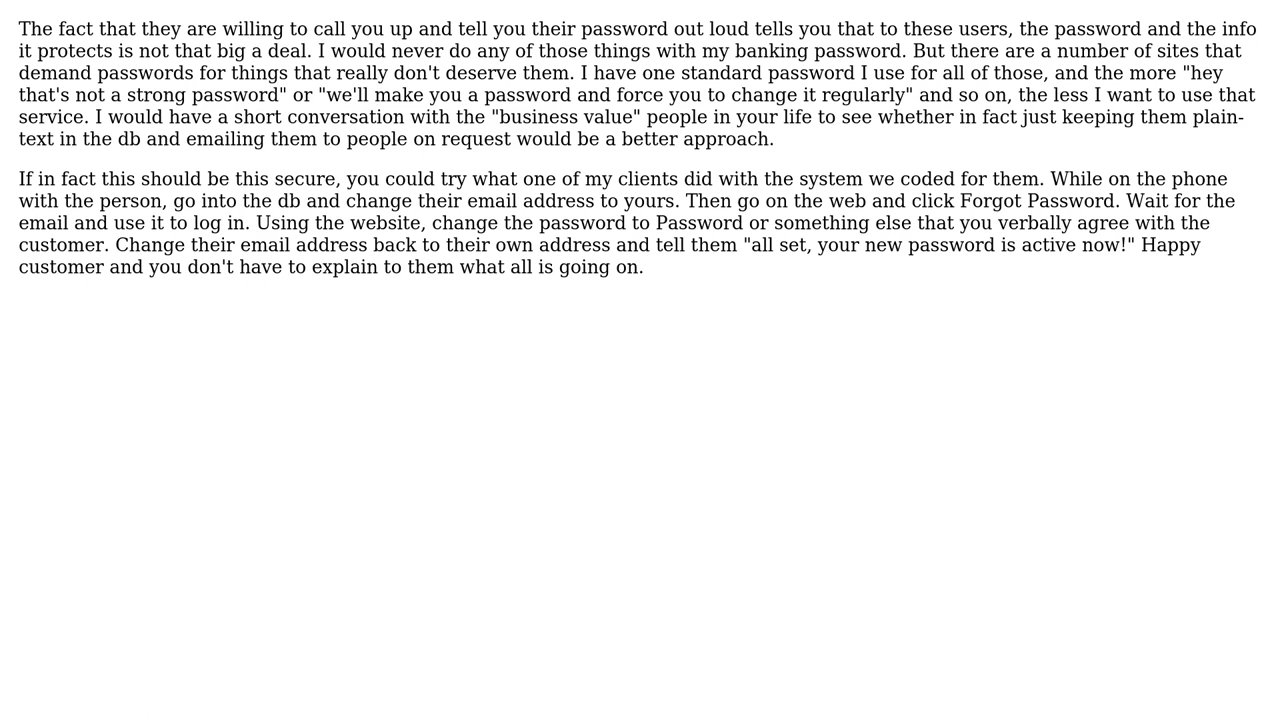 The fact that they are willing to call you up and tell you their password out loud tells you that to these users, the password and the info
it protects is not that big a deal. I would never do any of those things with my banking password. But there are a number of sites that
demand passwords for things that really don't deserve them. I have one standard password I use for all of those, and the more "hey
that's not a strong password" or "we'll make you a password and force you to change it regularly" and so on, the less I want to use that
service. I would have a short conversation with the "business value" people in your life to see whether in fact just keeping them plain-
text in the db and emailing them to people on request would be a better approach.
If in fact this should be this secure, you could try what one of my clients did with the system we coded for them. While on the phone
with the person, go into the db and change their email address to yours. Then go on the web and click Forgot Password. Wait for the
email and use it to log in. Using the website, change the password to Password or something else that you verbally agree with the
customer. Change their email address back to their own address and tell them "all set, your new password is active now!" Happy
customer and you don't have to explain to them what all is going on.